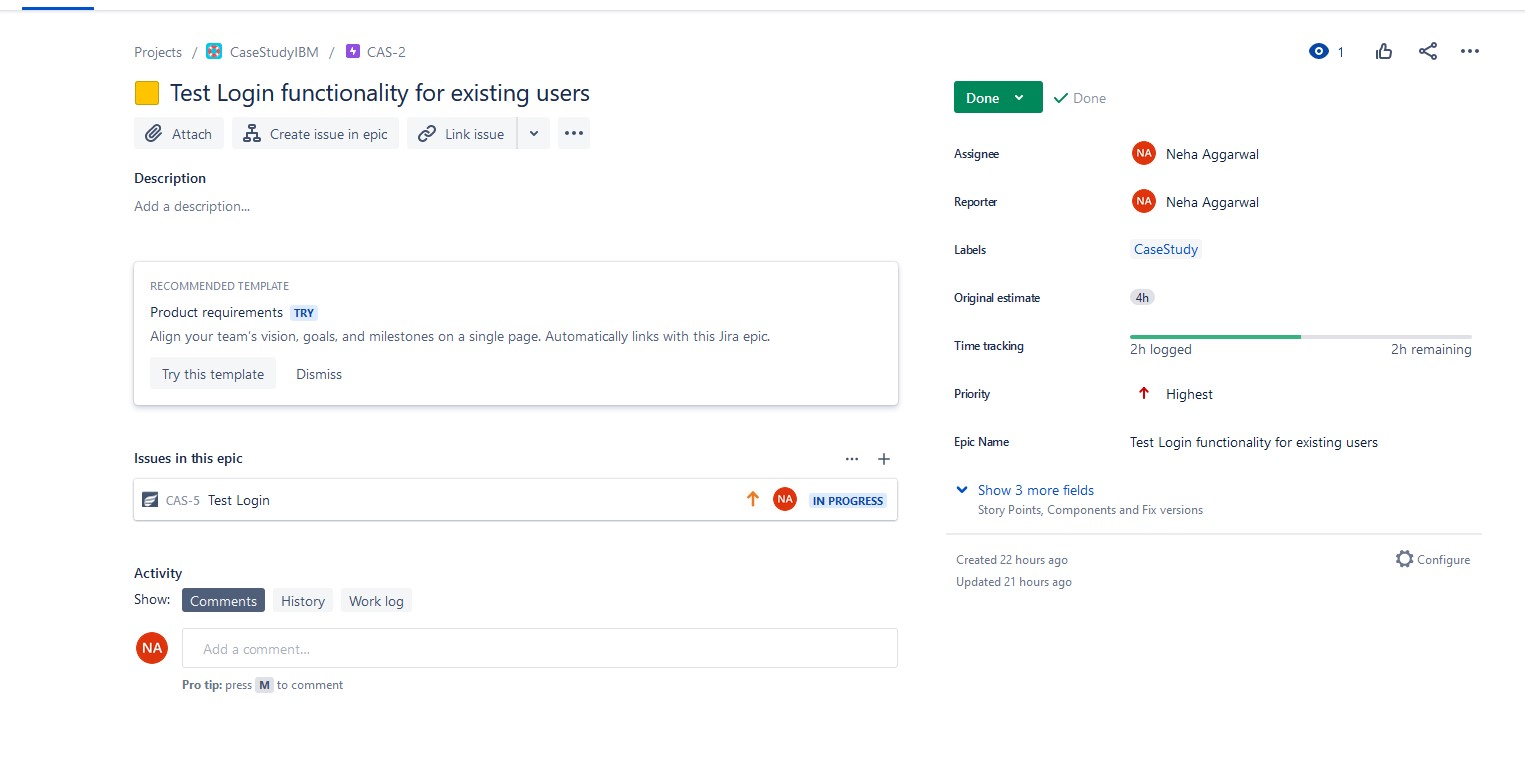 Projects / CaseStudyIBM / CAS-2
1
Test Login functionality for existing users
Attach Create issue in epic Link issue
Description
Add a description...
RECOMMENDED TEMPLATE
Product requirements TRY
Align your team's vision, goals, and milestones on a single page. Automatically links with this Jira epic.
Try this template Dismiss
Issues in this epic
CAS-5 Test Login NA IN PROGRESS
Activity
Show: Comments History Work log
NA Add a comment...
Pro tip: press M to comment
Done Done
Assignee NA Neha Aggarwal
Reporter NA Neha Aggarwal
Labels CaseStudy
Original estimate 4h
Time tracking 2h logged 2h remaining
Priority Highest
Epic Name Test Login functionality for existing users
Show 3 more fields
Story Points, Components and Fix versions
Created 22 hours ago Configure
Updated 21 hours ago